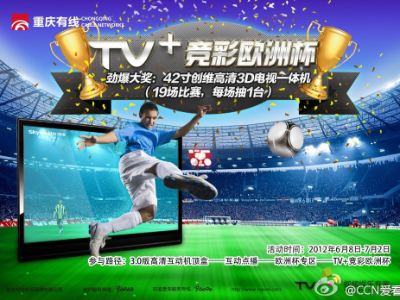 重庆有线
CHONGQING
CABLE NETWORKS
TV+ 竞彩欧洲杯
劲爆大奖：42寸创维高清3D电视一体机
（19场比赛，每场抽1台）
Skyworth
活动时间：2012年6月8日-7月2日
参与路径：3.0版高清互动机顶盒——互动点播——欧洲杯专区——TV+竞彩欧洲杯
TV
@CCN爱看